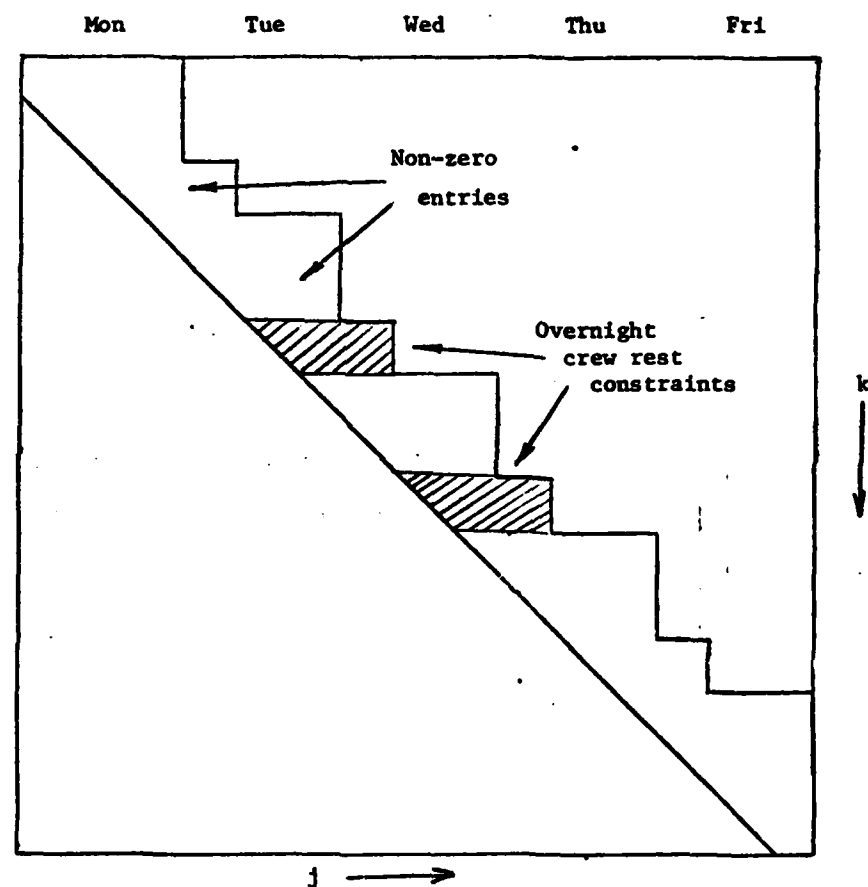 Mon Tue Wed Thu Fri
Non-zero
entries
Overnight
crew rest
constraints
k
j